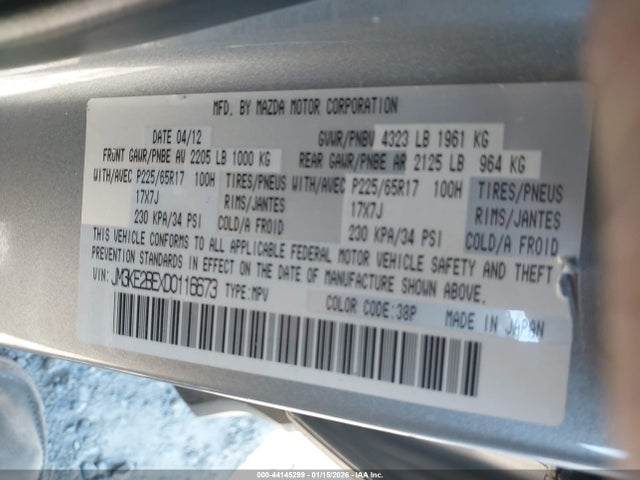 MFD. BY MAZDA MOTOR CORPORATION
DATE 04/12 GVWR/PNBV 4323 LB 1961 KG
FRONT GAWR/PNBE AV 2205 LB 1000 KG REAR GAWR/PNBE AR 2125 LB 964 KG
WITH/AVEC P225/65R17 100H TIRES/PNEUS WITH/AVEC P225/65R17 100H TIRES/PNEUS
17X7J RIMS/JANTES 17X7J RIMS/JANTES
230 KPA/34 PSI COLD/A FROID 230 KPA/34 PSI COLD/A FROID
THIS VEHICLE CONFORMS TO ALL APPLICABLE FEDERAL MOTOR VEHICLE SAFETY AND THEFT
PREVENTION STANDARDS IN EFFECT ON THE DATE OF MANUFACTURE SHOWN ABOVE.
VIN: JM3KE2BEXD0116673 TYPE: MPV COLOR CODE: 38P MADE IN JAPAN
000-44145299 - 01/15/2026 - IAA, Inc.